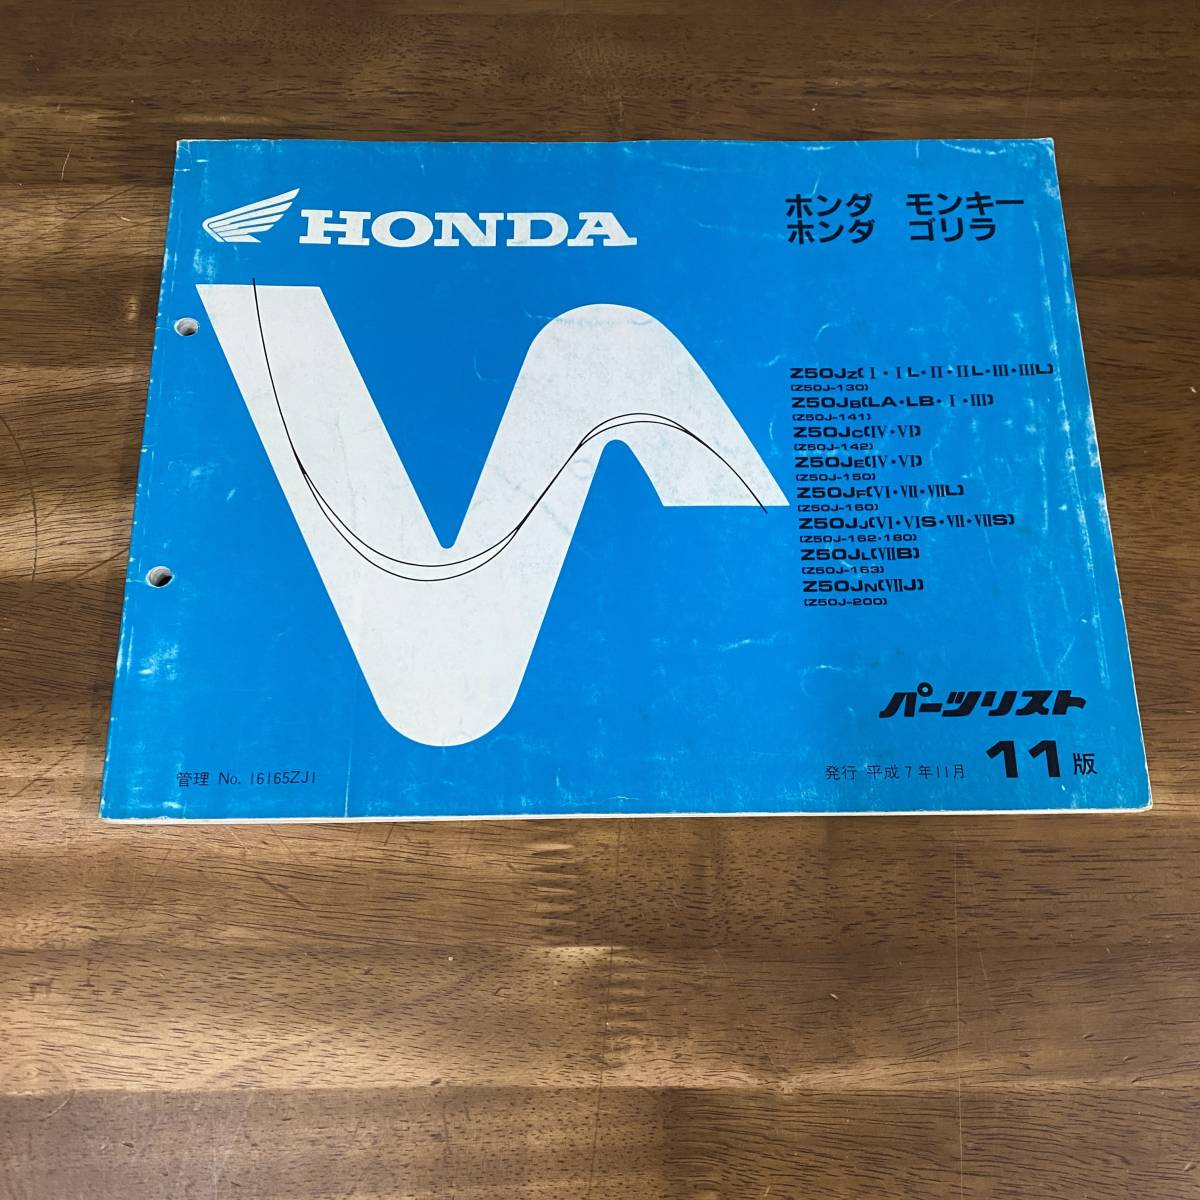 HONDA
ホンダ モンキー
ホンダ ゴリラ
Z50JZ(Ⅰ・ⅠL・Ⅱ・ⅡL・Ⅲ・ⅢL)
(Z50J-130)
Z50JB(LA・LB・Ⅰ・Ⅲ)
(Z50J-141)
Z50JC(Ⅳ・Ⅵ)
(Z50J-142)
Z50JE(Ⅳ・Ⅵ)
(Z50J-150)
Z50JF(Ⅵ・Ⅶ・ⅦL)
(Z50J-160)
Z50JJ(Ⅵ・ⅥS・Ⅶ・ⅦS)
(Z50J-162・180)
Z50JL(ⅦB)
(Z50J-163)
Z50JN(ⅦJ)
(Z50J-200)
パーツリスト
管理 No. 16165ZJ1
発行 平成7年11月 11版